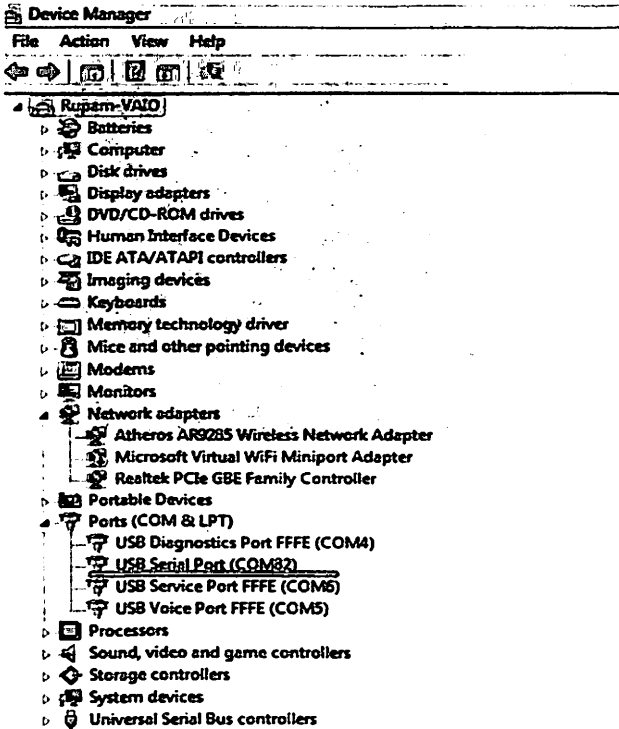 Device Manager
File Action View Help
Rupam-VAIO
Batteries
Computer
Disk drives
Display adapters
DVD/CD-ROM drives
Human Interface Devices
IDE ATA/ATAPI controllers
Imaging devices
Keyboards
Memory technology driver
Mice and other pointing devices
Modems
Monitors
Network adapters
Atheros AR9285 Wireless Network Adapter
Microsoft Virtual WiFi Miniport Adapter
Realtek PCIe GBE Family Controller
Portable Devices
Ports (COM & LPT)
USB Diagnostics Port FFFE (COM4)
USB Serial Port (COM82)
USB Service Port FFFE (COM6)
USB Voice Port FFFE (COM5)
Processors
Sound, video and game controllers
Storage controllers
System devices
Universal Serial Bus controllers